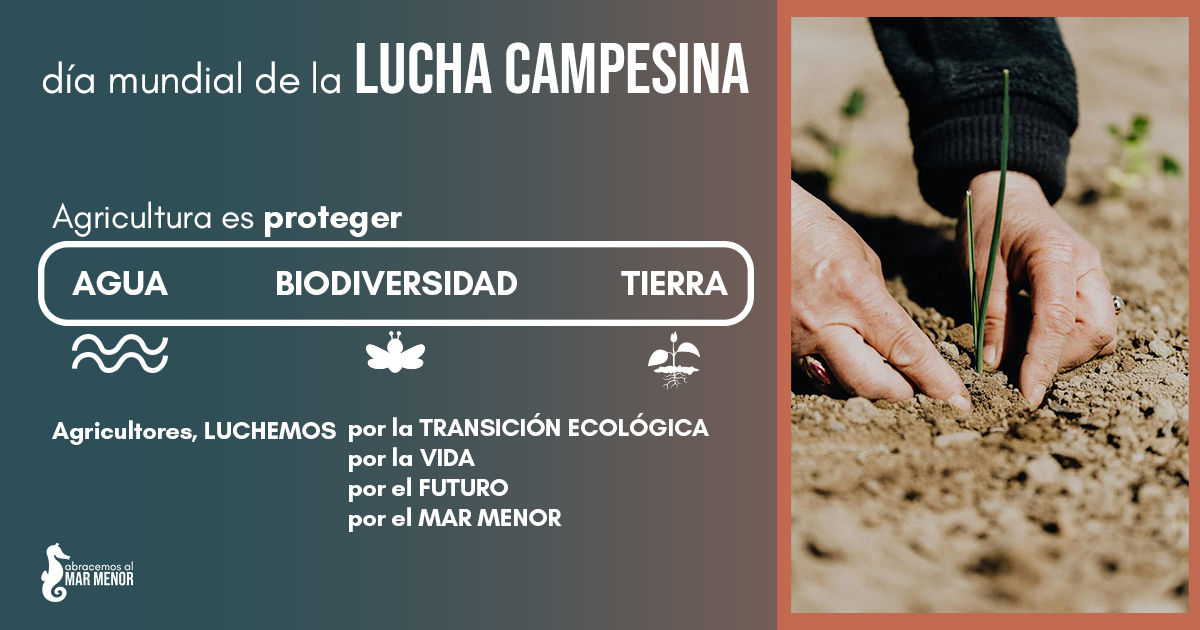 día mundial de la LUCHA CAMPESINA
Agricultura es proteger
AGUA BIODIVERSIDAD TIERRA
Agricultores, LUCHEMOS por la TRANSICIÓN ECOLÓGICA
por la VIDA
por el FUTURO
por el MAR MENOR
abracemos al
MAR MENOR